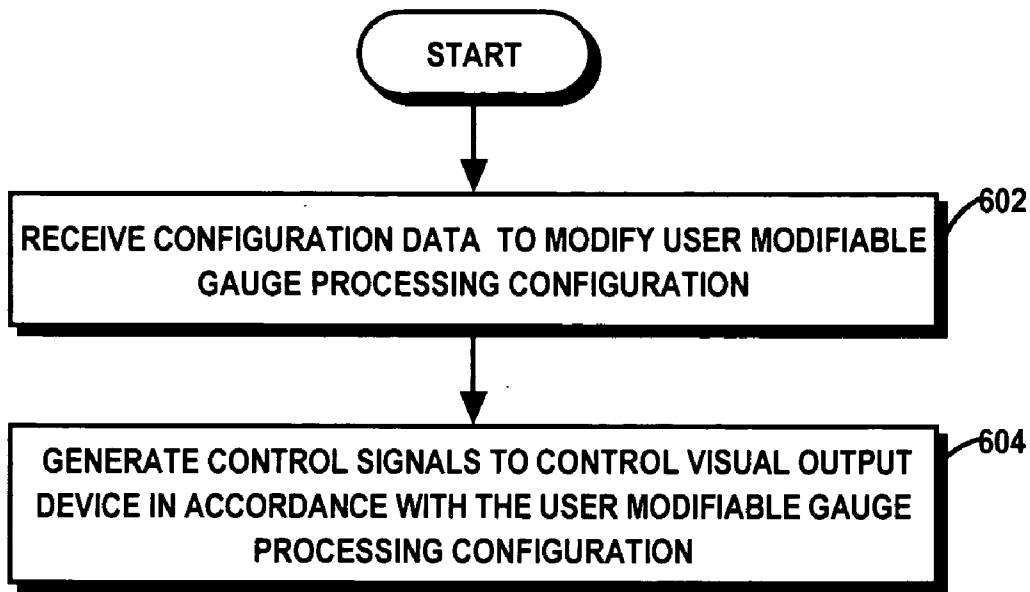 START
602
RECEIVE CONFIGURATION DATA TO MODIFY USER MODIFIABLE
GAUGE PROCESSING CONFIGURATION
604
GENERATE CONTROL SIGNALS TO CONTROL VISUAL OUTPUT
DEVICE IN ACCORDANCE WITH THE USER MODIFIABLE GAUGE
PROCESSING CONFIGURATION